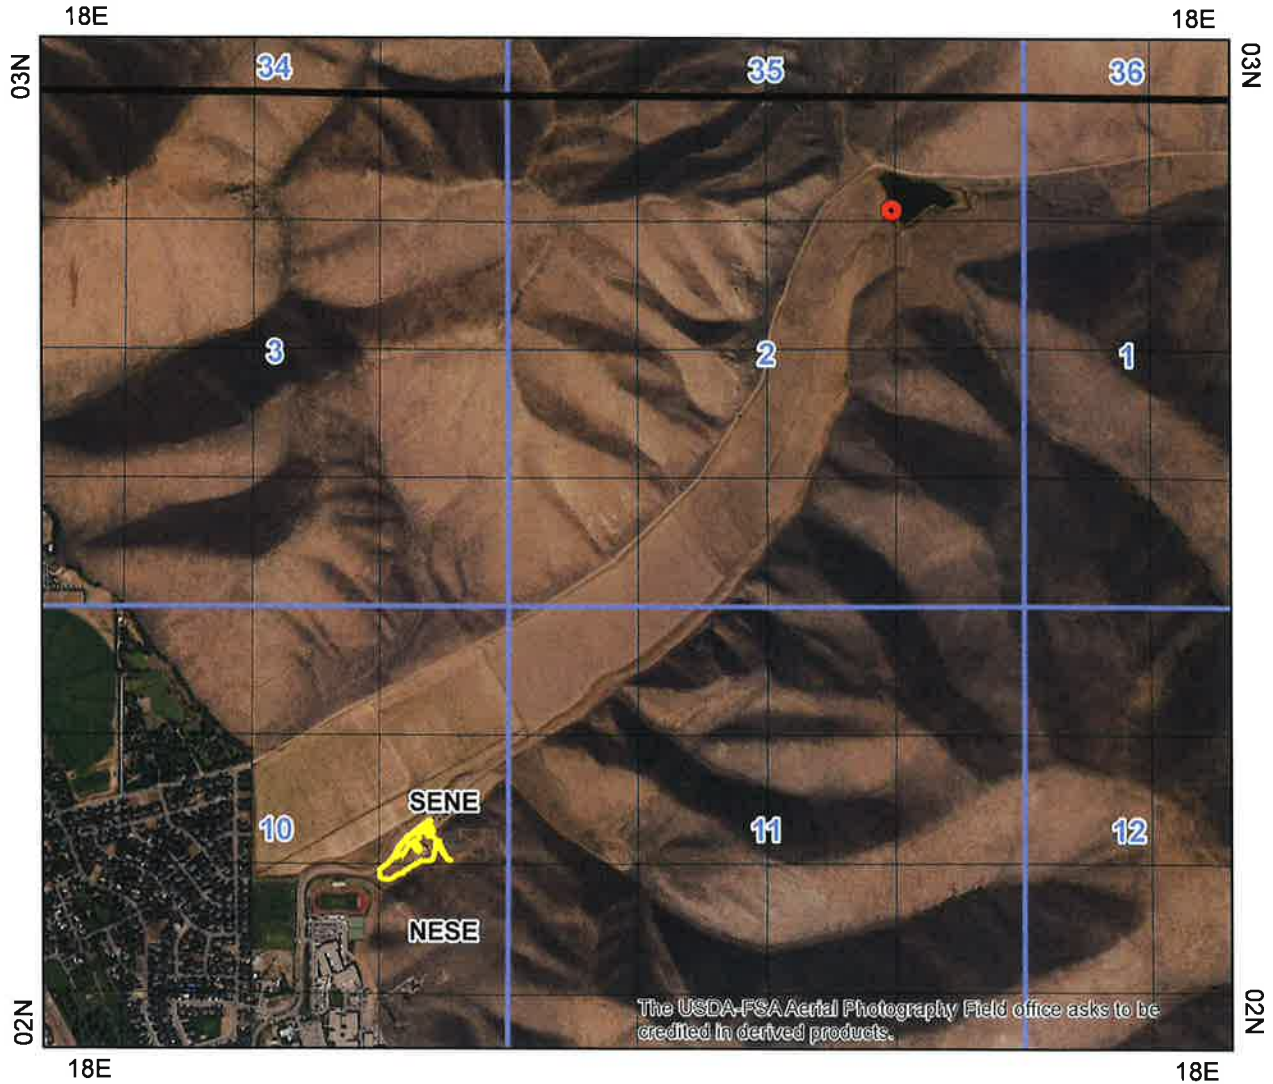 18E 18E
03N 03N
34 35 36
3 2 1
SENE
10 11 12
NESE
The USDA-FSA Aerial Photography Field office asks to be
credited in derived products.
02N 02N
18E 18E